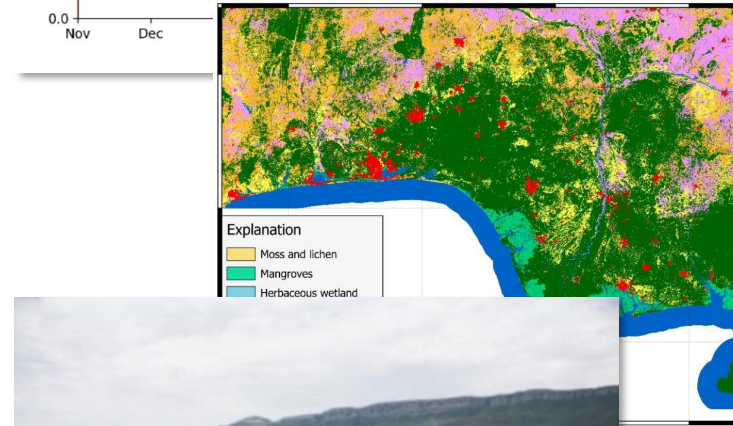 0.0
Nov Dec
Explanation
Moss and lichen
Mangroves
Herbaceous wetland